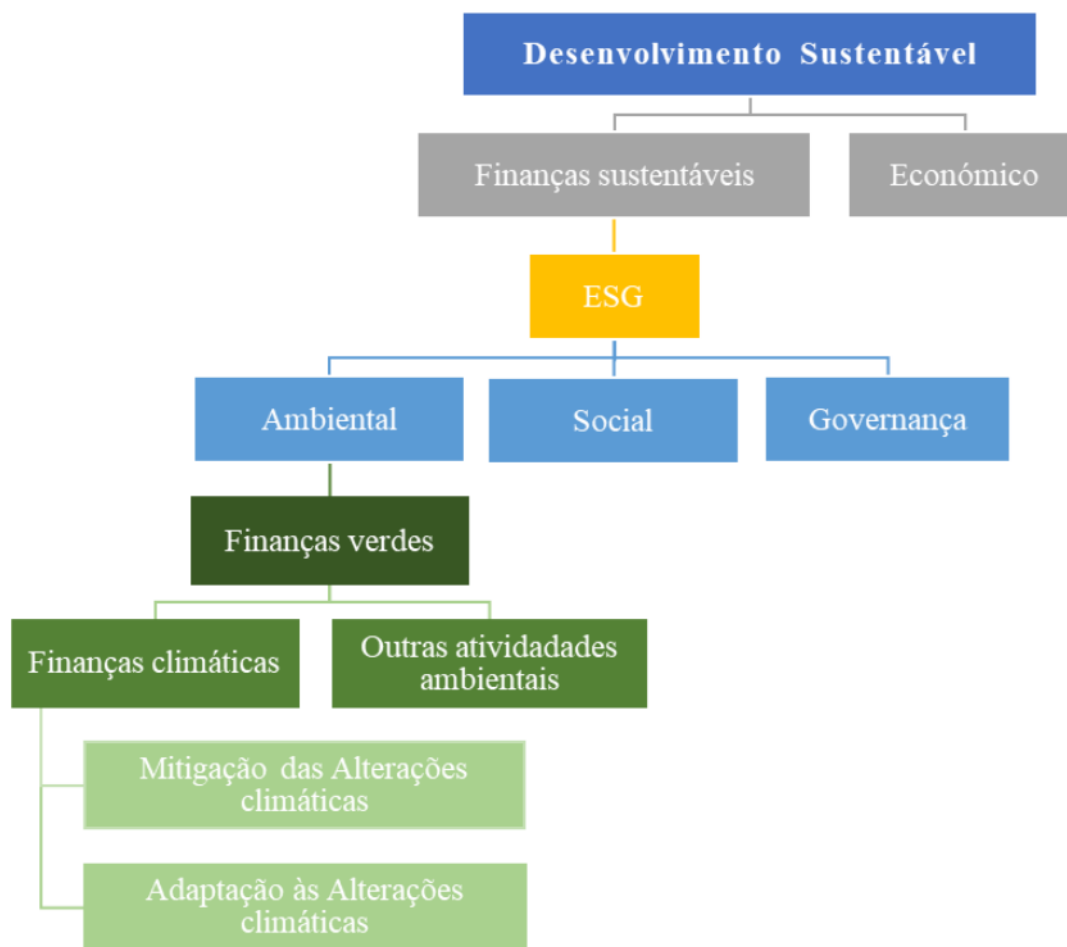 Desenvolvimento Sustentável
Finanças sustentáveis
Económico
ESG
Ambiental
Social
Governança
Finanças verdes
Finanças climáticas
Outras atividadades
ambientais
Mitigação das Alterações
climáticas
Adaptação às Alterações
climáticas